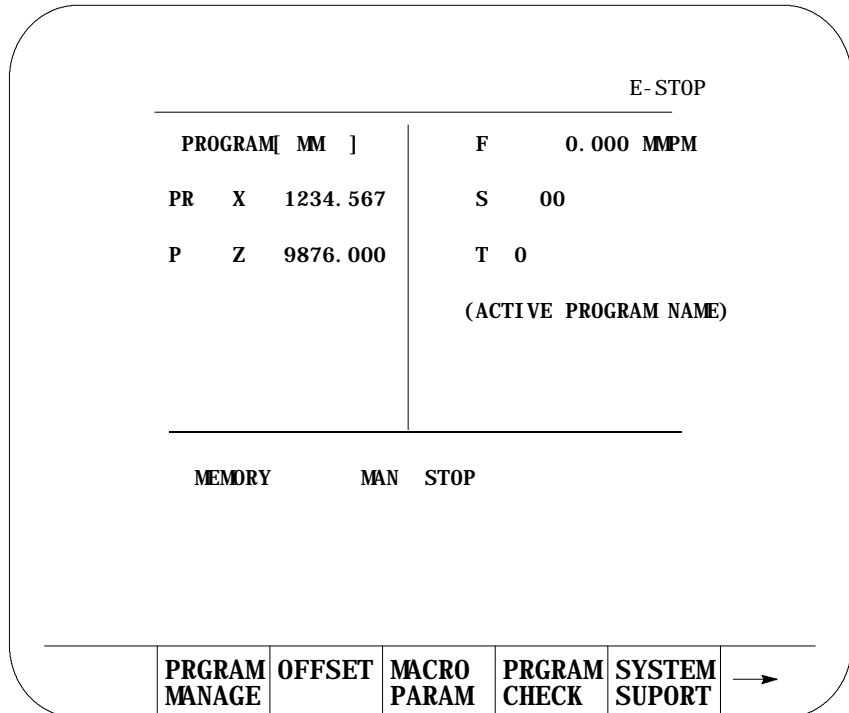 E-STOP
PROGRAM[ MM ] F 0.000 MMPM
PR X 1234.567 S 00
P Z 9876.000 T 0
(ACTIVE PROGRAM NAME)
MEMORY MAN STOP
PRGRAM OFFSET MACRO PRGRAM SYSTEM
MANAGE PARAM CHECK SUPORT